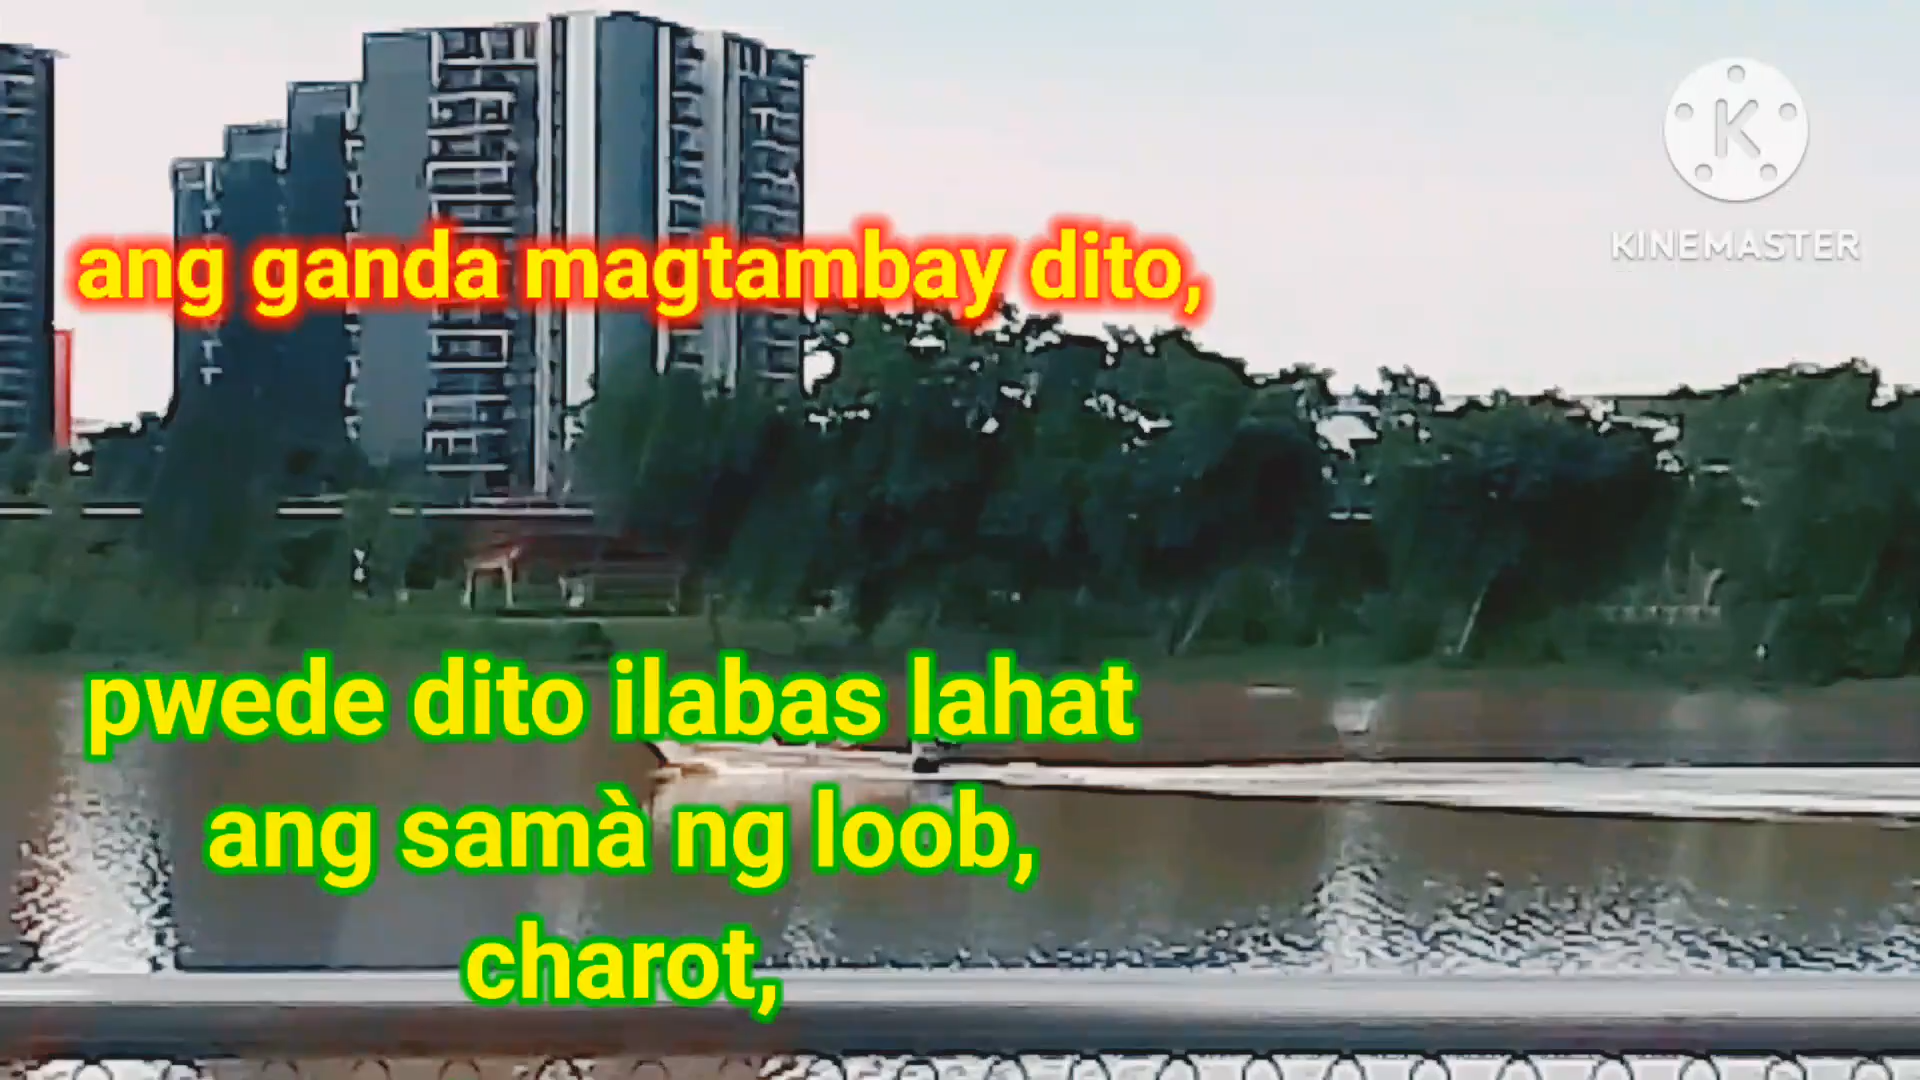 KINEMASTER
ang ganda magtambay dito,
pwede dito ilabas lahat
ang samà ng loob,
charot,